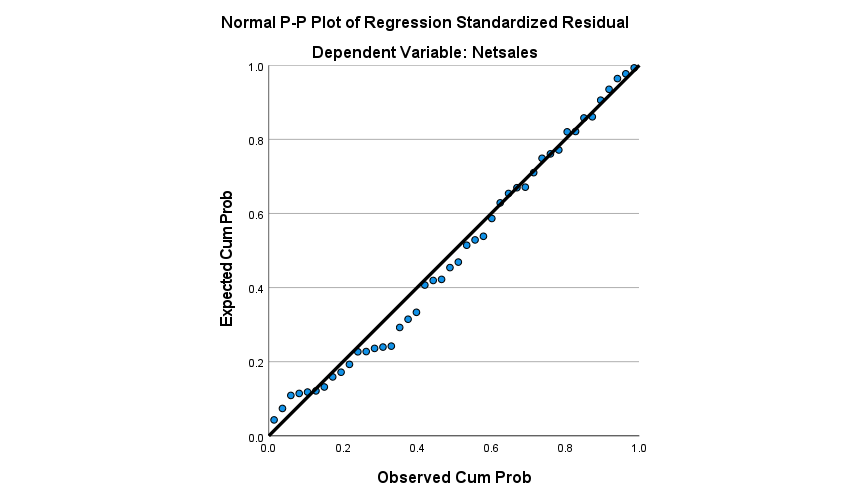 Normal P-P Plot of Regression Standardized Residual
Dependent Variable: Netsales
1.0
0.8
0.6
0.4
0.2
0.0
Expected Cum Prob
0.0 0.2 0.4 0.6 0.8 1.0
Observed Cum Prob